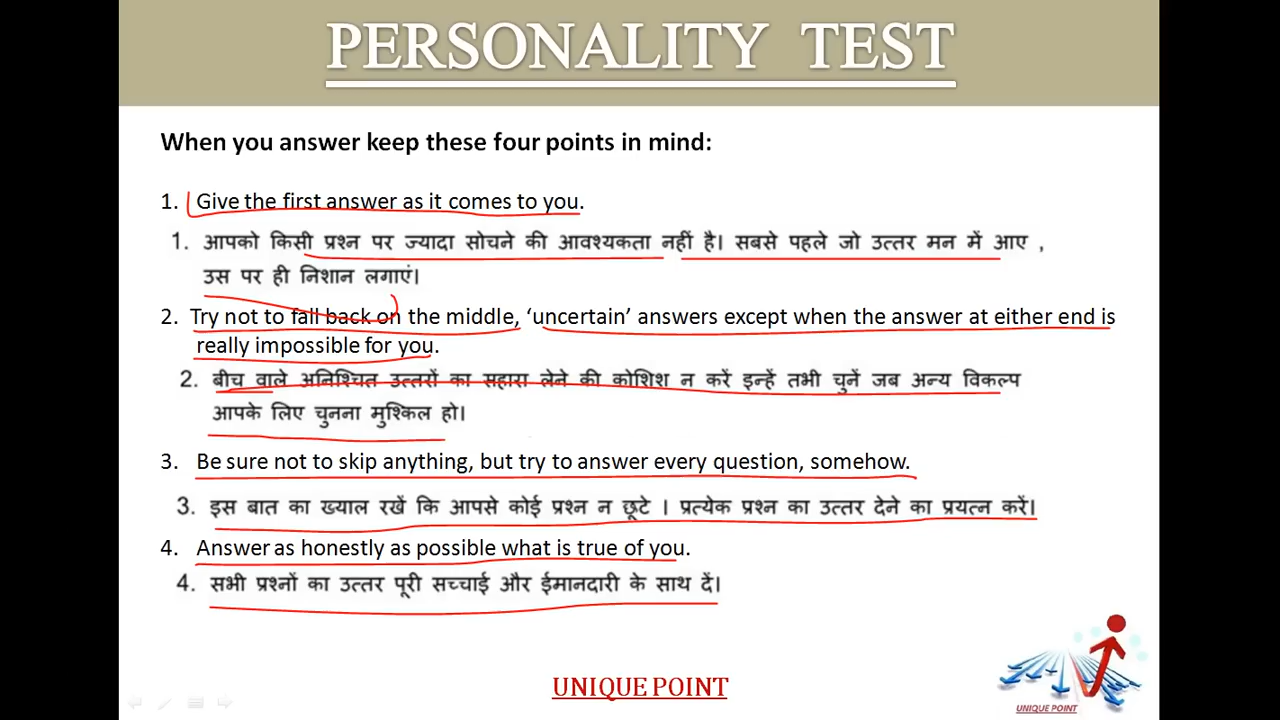 PERSONALITY TEST
When you answer keep these four points in mind:
1. Give the first answer as it comes to you.
1. आपको किसी प्रश्न पर ज्यादा सोचने की आवश्यकता नहीं है। सबसे पहले जो उत्तर मन में आए ,
उस पर ही निशान लगाएं।
2. Try not to fall back on the middle, ‘uncertain’ answers except when the answer at either end is
really impossible for you.
2. बीच वाले अनिश्चित उत्तरों का सहारा लेने की कोशिश न करें इन्हें तभी चुनें जब अन्य विकल्प
आपके लिए चुनना मुश्किल हो।
3. Be sure not to skip anything, but try to answer every question, somehow.
3. इस बात का ख्याल रखें कि आपसे कोई प्रश्न न छूटे । प्रत्येक प्रश्न का उत्तर देने का प्रयत्न करें।
4. Answer as honestly as possible what is true of you.
4. सभी प्रश्नों का उत्तर पूरी सच्चाई और ईमानदारी के साथ दें।
UNIQUE POINT
UNIQUE POINT